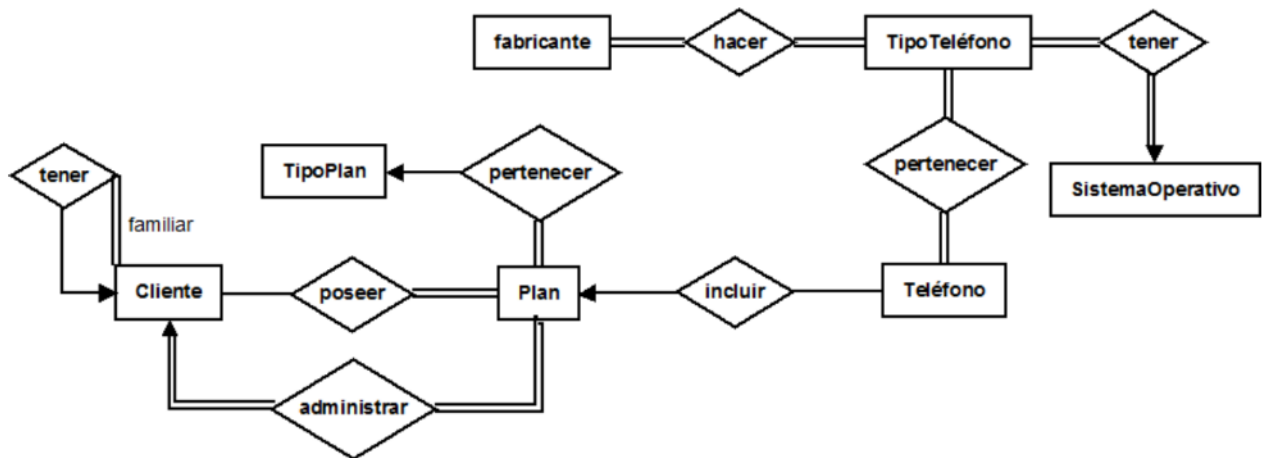 fabricante
hacer
TipoTeléfono
tener
tener
TipoPlan
pertenecer
pertenecer
SistemaOperativo
familiar
Cliente
poseer
Plan
incluir
Teléfono
administrar